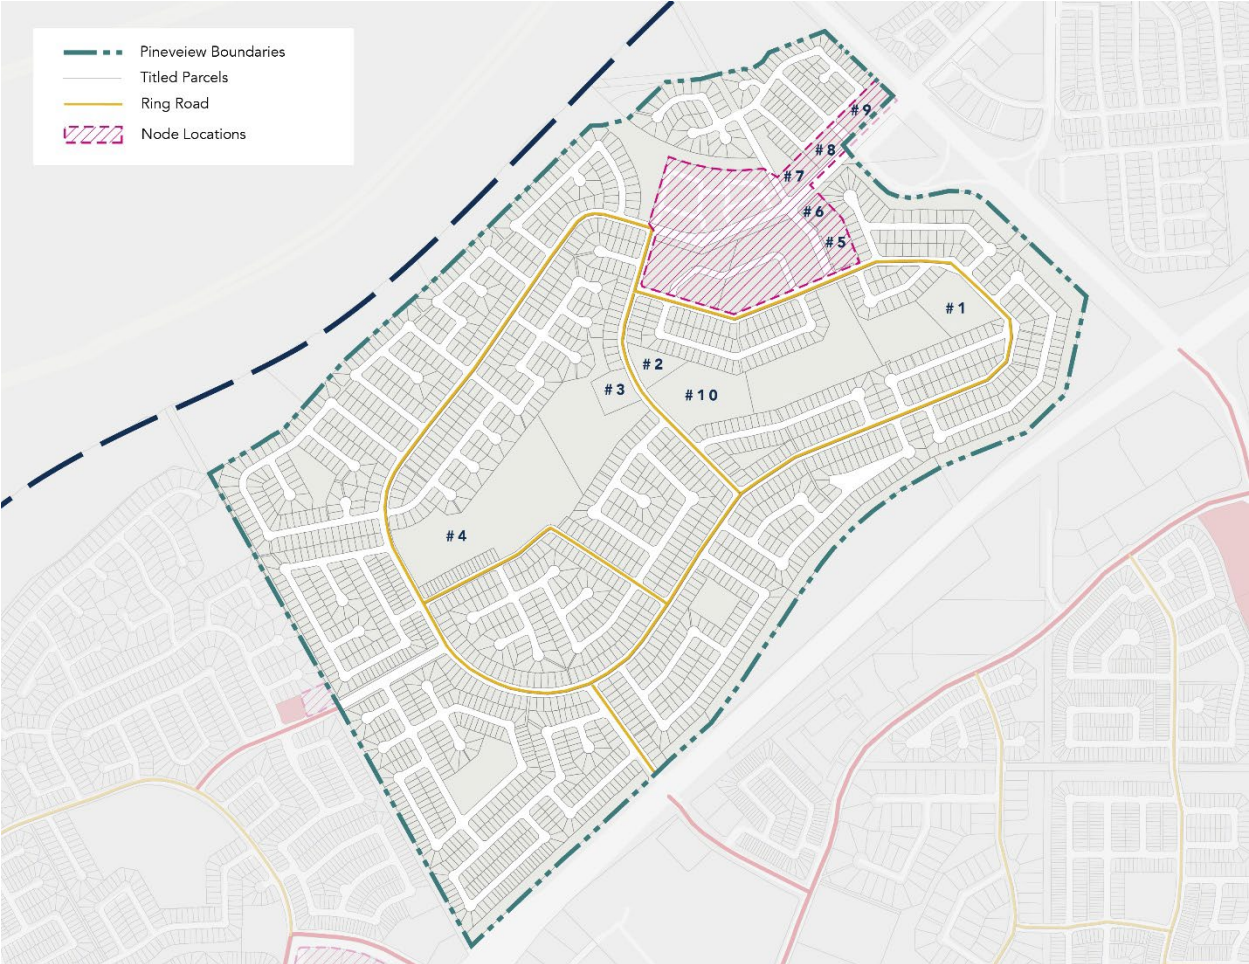 Pineveiew Boundaries
Titled Parcels
Ring Road
Node Locations
#9
#8
#7
#6
#5
#1
#2
#3
#10
#4